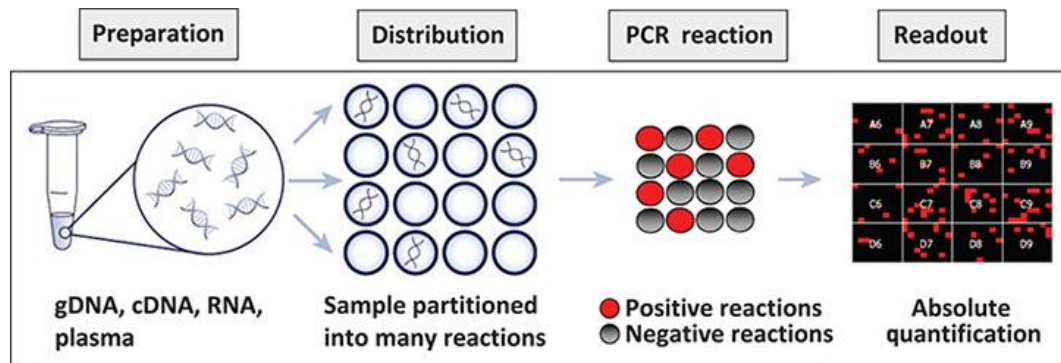 Preparation
Distribution
PCR reaction
Readout
A6 A7 A8 A9
B6 B7 B8 B9
C6 C7 C8 C9
D6 D7 D8 D9
gDNA, cDNA, RNA,
plasma
Sample partitioned
into many reactions
Positive reactions
Negative reactions
Absolute
quantification